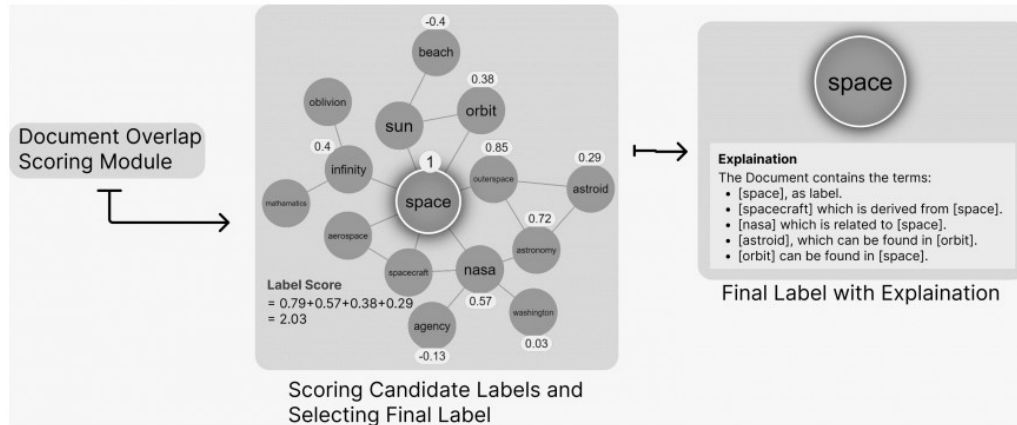 Document Overlap
Scoring Module
-0.4
beach
0.38
oblivion
orbit
sun
0.4
0.85
0.29
infinity
1
outerspace
astroid
mathematics
space
0.72
aerospace
astronomy
spacecraft
nasa
Label Score
= 0.79+0.57+0.38+0.29
= 2.03
0.57
agency
washington
-0.13
0.03
Scoring Candidate Labels and
Selecting Final Label
space
Explaination
The Document contains the terms:
• [space], as label.
• [spacecraft] which is derived from [space].
• [nasa] which is related to [space].
• [astroid], which can be found in [orbit].
• [orbit] can be found in [space].
Final Label with Explaination